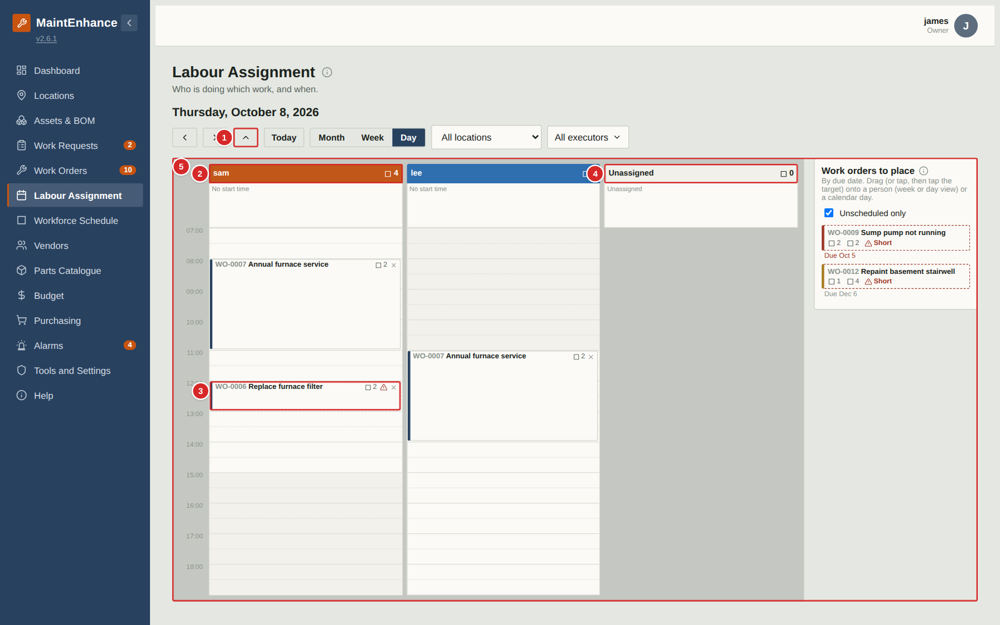 MaintEnhance
v2.6.1
Dashboard
Locations
Assets & BOM
Work Requests 2
Work Orders 10
Labour Assignment
Workforce Schedule
Vendors
Parts Catalogue
Budget
Purchasing
Alarms 4
Tools and Settings
Help
james
Owner
J
Labour Assignment
Who is doing which work, and when.
Thursday, October 8, 2026
1
Today
Month Week Day
All locations
All executors
5
2
sam 4
lee
4
Unassigned 0
No start time
No start time
Unassigned
07:00
08:00
WO-0007 Annual furnace service 2
09:00
10:00
11:00
WO-0007 Annual furnace service 2
3
WO-0006 Replace furnace filter 2
13:00
14:00
15:00
16:00
17:00
18:00
Work orders to place
By due date. Drag (or tap, then tap the
target) onto a person (week or day view) or
a calendar day.
Unscheduled only
WO-0009 Sump pump not running
2 2 Short
Due Oct 5
WO-0012 Repaint basement stairwell
1 4 Short
Due Dec 6